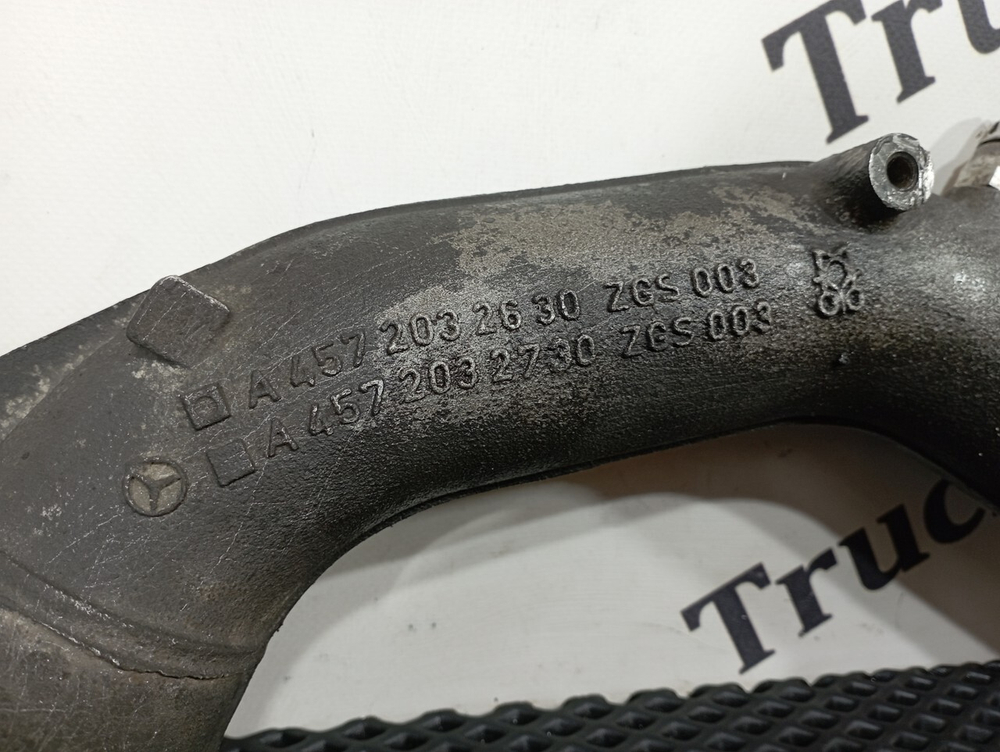 Tru
A 457 203 26 30 ZGS 003
A 457 203 27 30 ZGS 003
Truc